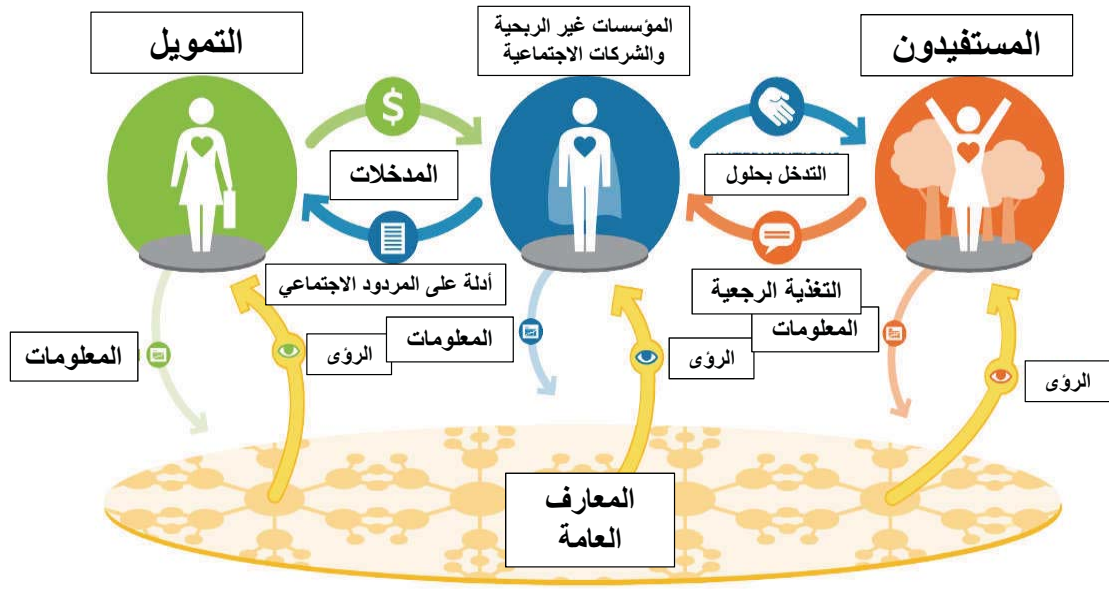 المستفيدون
المؤسسات غير الربحية
والشركات الاجتماعية
التمويل
$
التدخل بحلول
المدخلات
التغذية الرجعية
أدلة على المردود الاجتماعي
المعلومات
الرؤى
المعلومات
الرؤى
المعلومات
الرؤى
المعارف
العامة